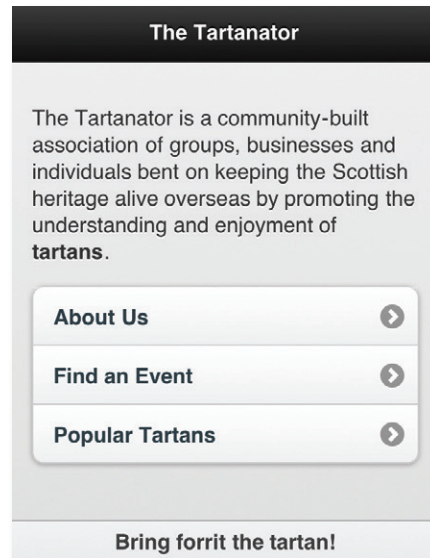 The Tartanator
The Tartanator is a community-built
association of groups, businesses and
individuals bent on keeping the Scottish
heritage alive overseas by promoting the
understanding and enjoyment of
tartans.
About Us
Find an Event
Popular Tartans
Bring forrit the tartan!